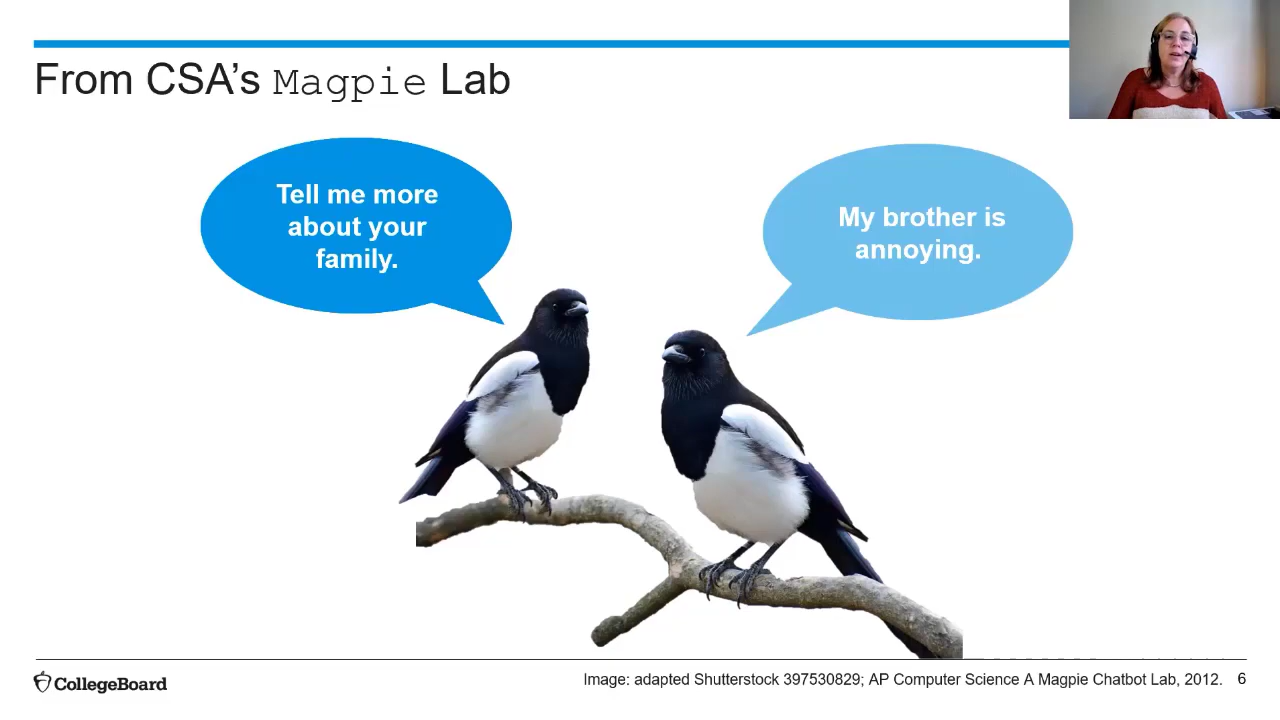 From CSA's Magpie Lab
Tell me more
about your
family.
My brother is
annoying.
CollegeBoard
Image: adapted Shutterstock 397530829; AP Computer Science A Magpie Chatbot Lab, 2012. 6